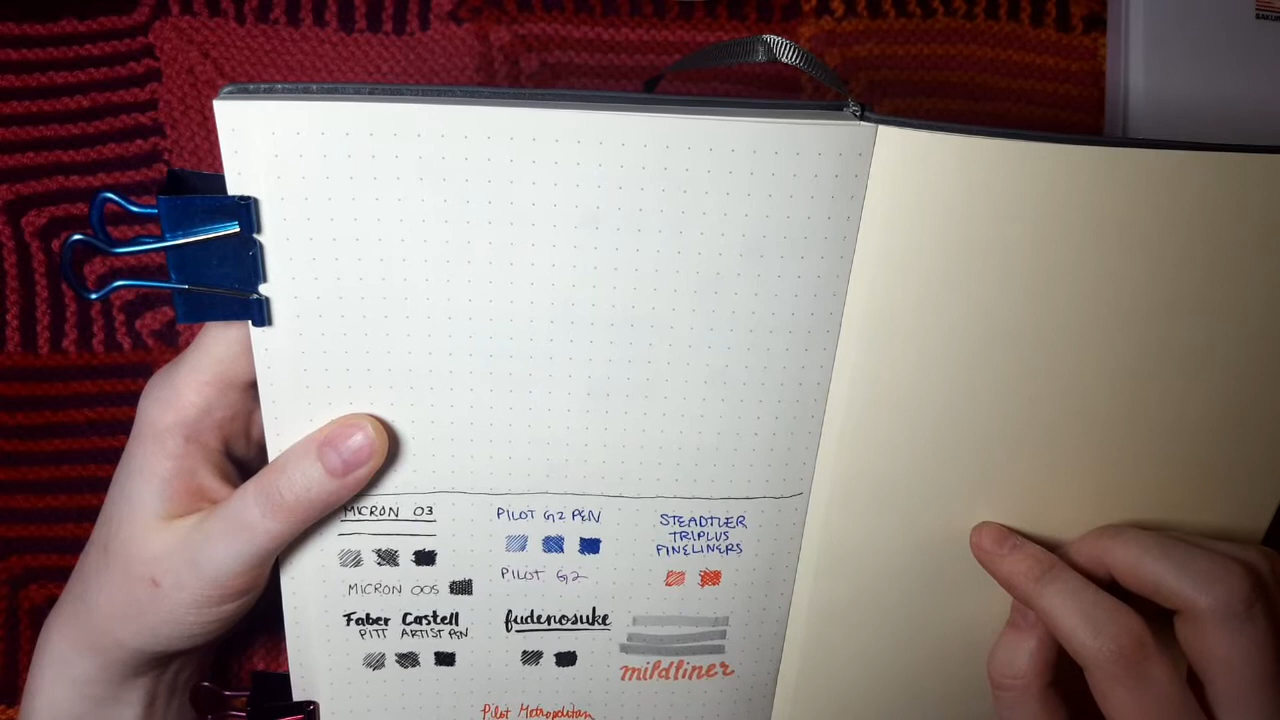 SAKUR
MICRON 03
PILOT G2 PEN
STEADTLER
TRIPLUS
FINELINERS
MICRON 005
PILOT G2
Faber Castell
PITT ARTIST PEN
fudenosuke
mildliner
Pilot Metropolitan